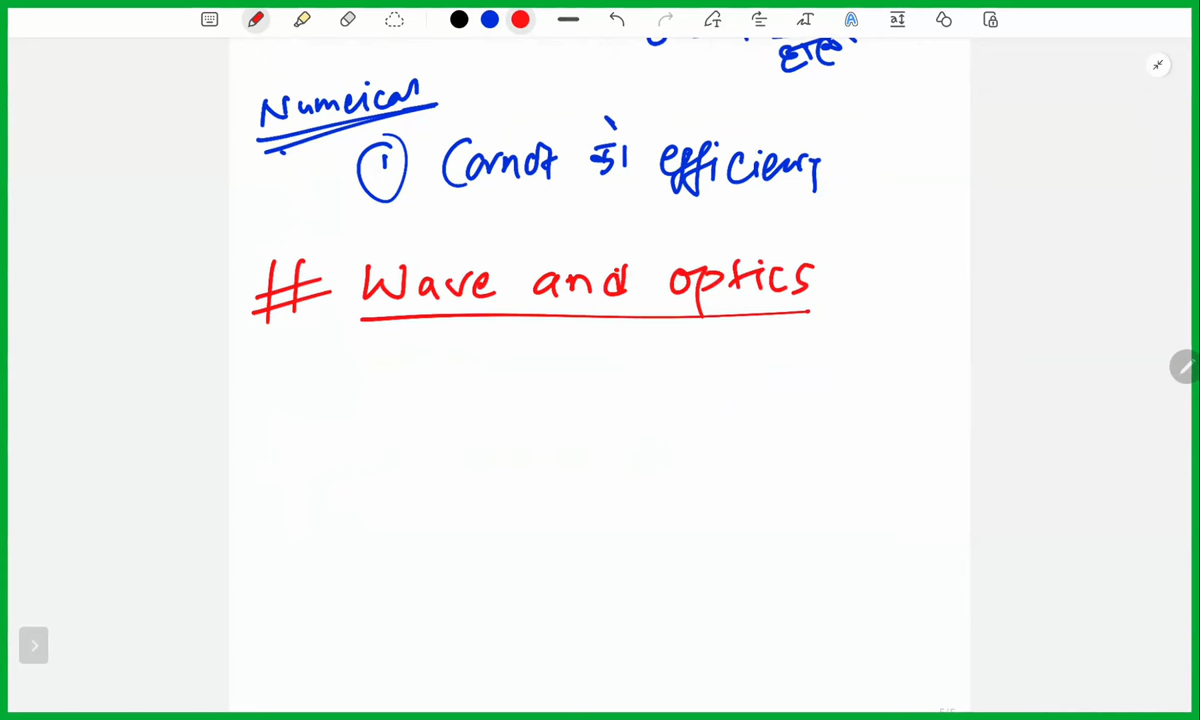 Numeical
① Carnot को efficiency
# Wave and optics